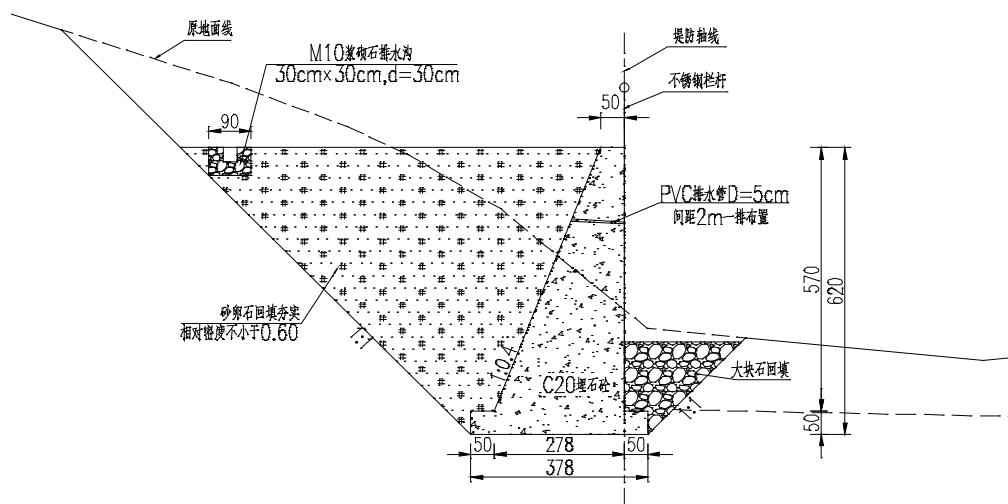 原地面线
M10浆砌石排水沟
30cm×30cm,d=30cm
堤防轴线
不锈钢栏杆
50
90
PVC排水管D=5cm
间距2m一排布置
570
620
砂卵石回填夯实
相对密度不小于0.60
1:0.4
大块石回填
C20埋石砼
50
50
278
50
378